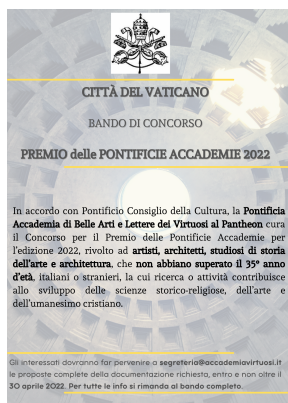 CITTÀ DEL VATICANO
BANDO DI CONCORSO
PREMIO delle PONTIFICIE ACCADEMIE 2022
In accordo con Pontificio Consiglio della Cultura, la Pontificia
Accademia di Belle Arti e Lettere dei Virtuosi al Pantheon cura
il Concorso per il Premio delle Pontificie Accademie per
l'edizione 2022, rivolto ad artisti, architetti, studiosi di storia
dell'arte e architettura, che non abbiano superato il 35° anno
d'età, italiani o stranieri, la cui ricerca o attività contribuisce
allo sviluppo delle scienze storico-religiose, dell'arte e
dell'umanesimo cristiano.
Gli interessati dovranno far pervenire a segreteria@accademiavirtuosi.it
le proposte complete della documentazione richiesta, entro e non oltre il
30 aprile 2022. Per tutte le info si rimanda al bando completo.